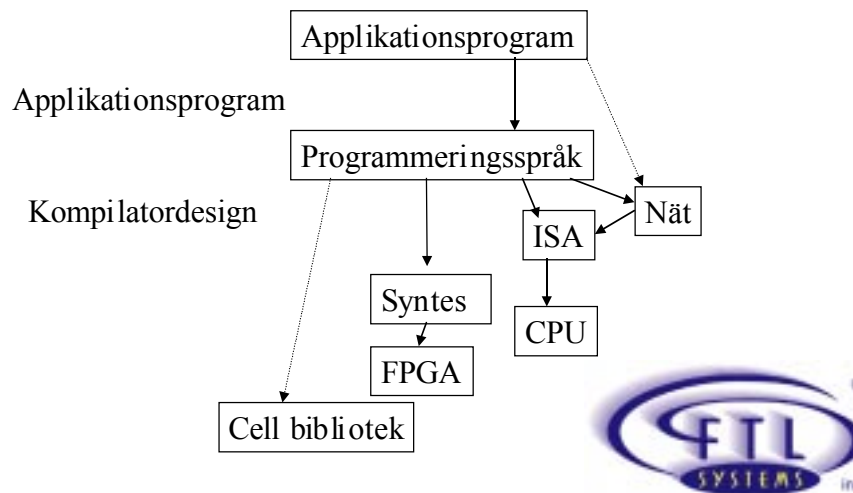 Applikationsprogram
Applikationsprogram
Programmeringsspråk
Kompilatordesign
Nät
ISA
Syntes
CPU
FPGA
Cell bibliotek
FTL
SYSTEMS